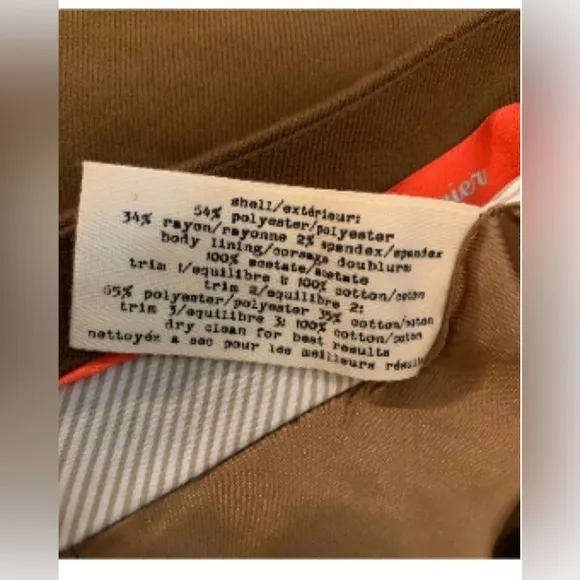 shell/extérieur:
54% polyester/polyester
34% rayon/rayonne 2% spandex/spandex
body lining/corsage doublure
100% acetate/acetate
trim 1/equilibre 1: 100% cotton/coton
trim 2/equilibre 2:
65% polyester/polyester 35% cotton/coton
trim 3/equilibre 3: 100% cotton/coton
dry clean for best results
nettoyéz a sec pour les meilleurs résul